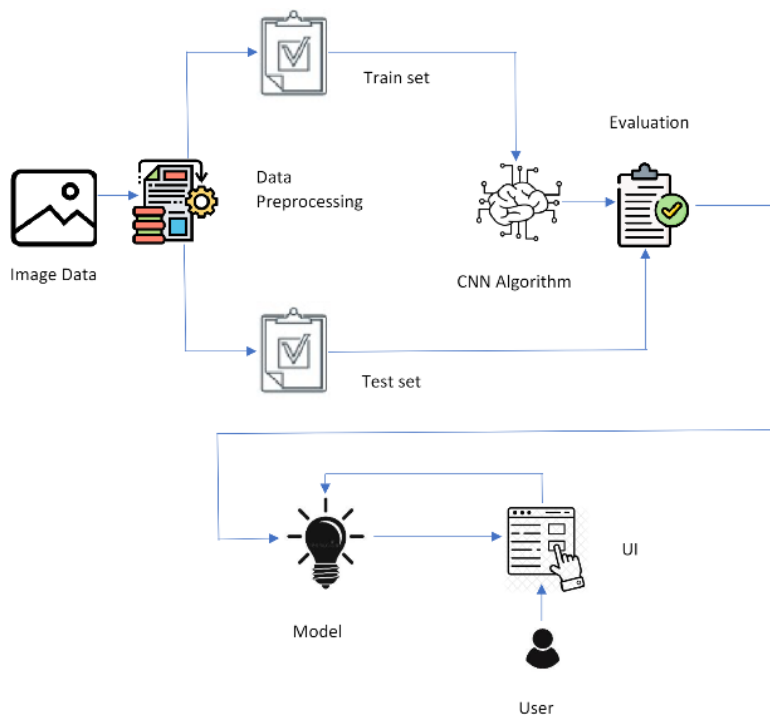 Train set
Evaluation
Data
Preprocessing
Image Data
CNN Algorithm
Test set
UI
Model
User